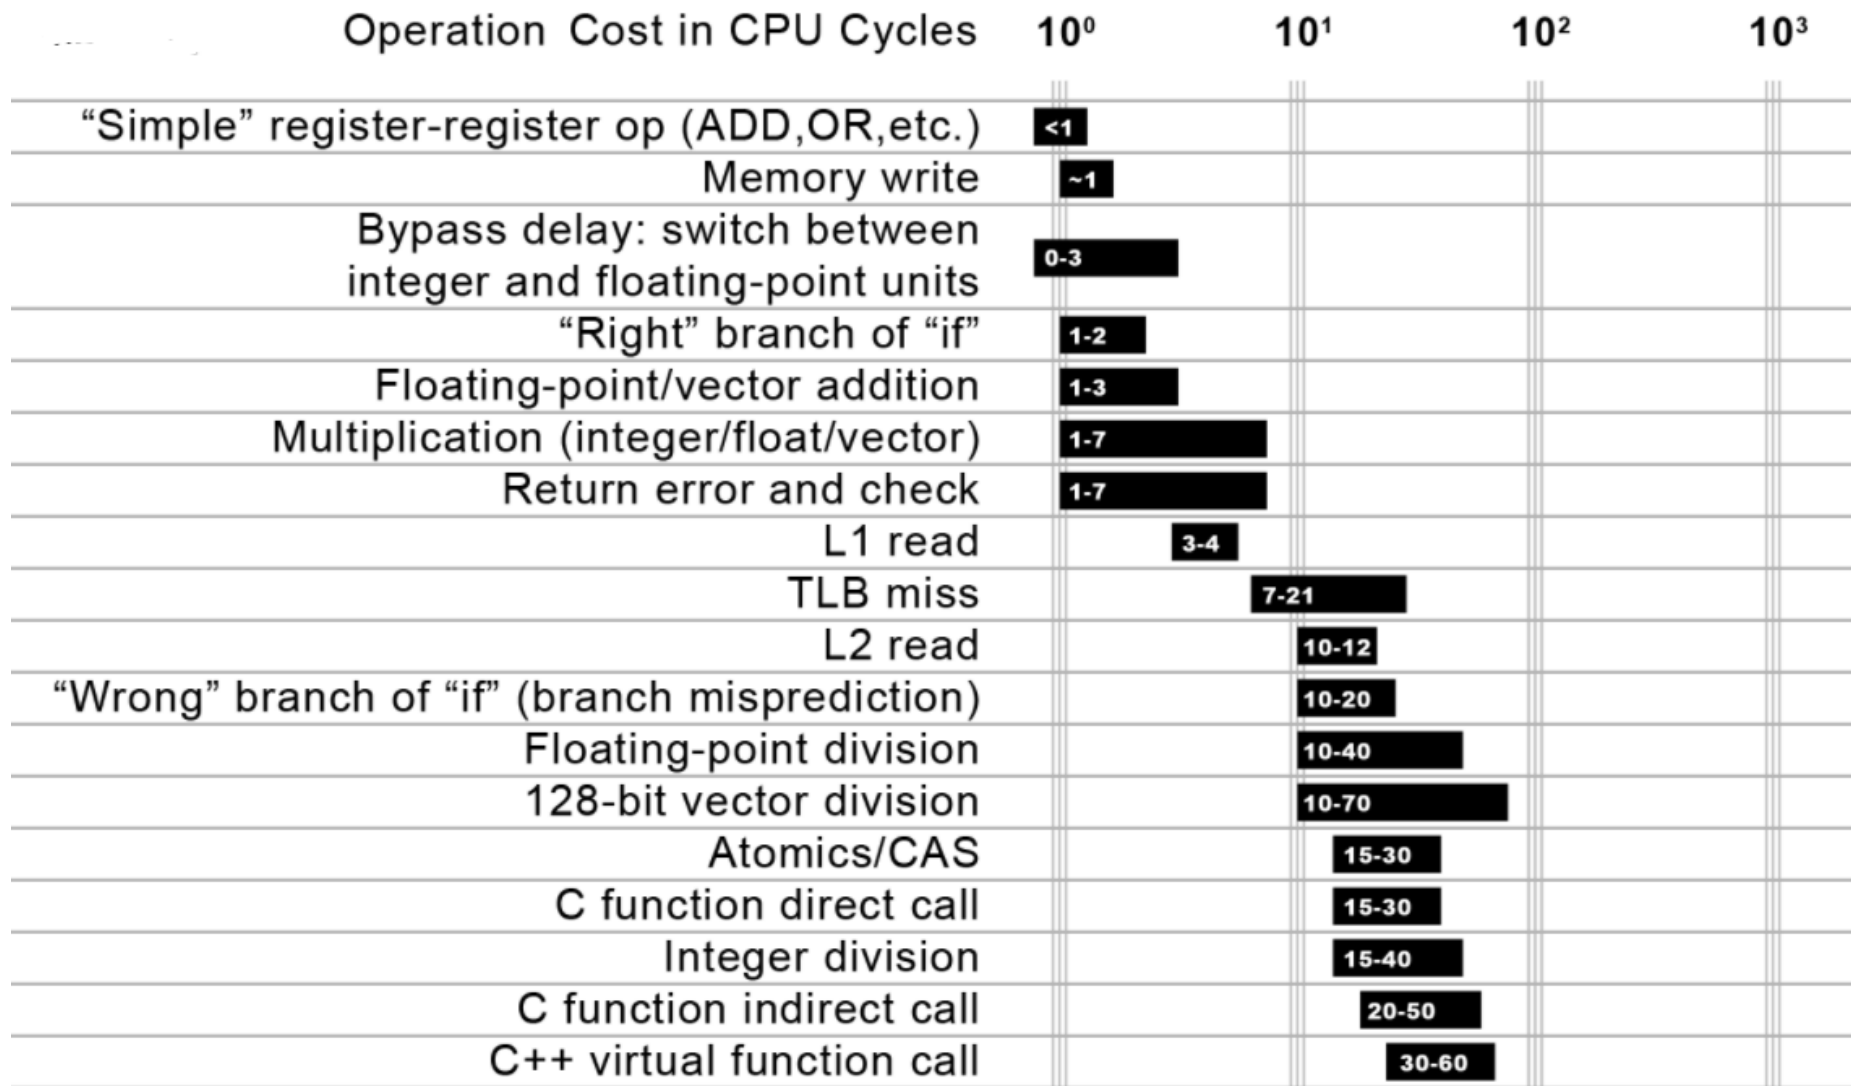 Operation Cost in CPU Cycles 10⁰ 10¹ 10² 10³
“Simple” register-register op (ADD,OR,etc.) <1
Memory write ~1
Bypass delay: switch between
integer and floating-point units 0-3
“Right” branch of “if” 1-2
Floating-point/vector addition 1-3
Multiplication (integer/float/vector) 1-7
Return error and check 1-7
L1 read 3-4
TLB miss 7-21
L2 read 10-12
“Wrong” branch of “if” (branch misprediction) 10-20
Floating-point division 10-40
128-bit vector division 10-70
Atomics/CAS 15-30
C function direct call 15-30
Integer division 15-40
C function indirect call 20-50
C++ virtual function call 30-60